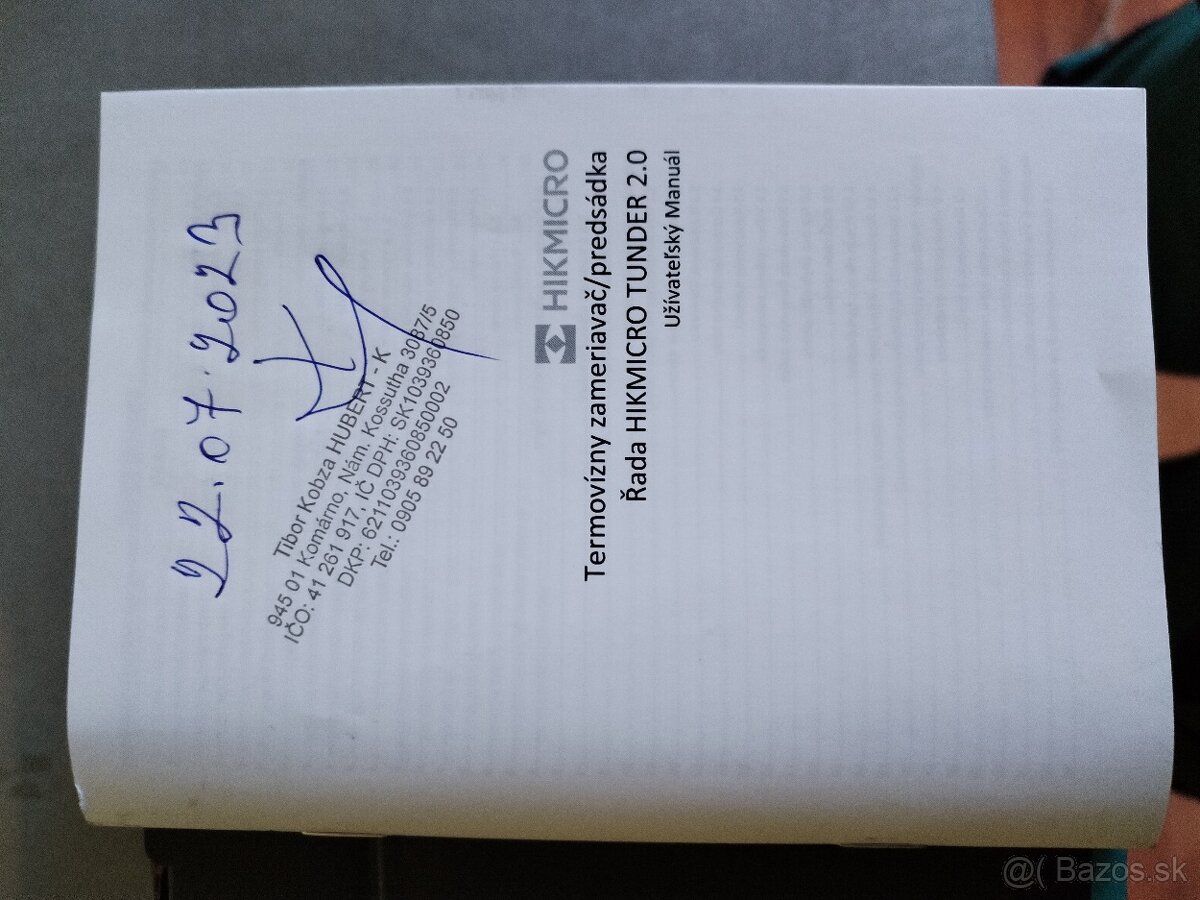 22.07.2023
Tibor Kobza HUBERT - K
945 01 Komárno, Nám. Kossutha 3087/5
IČO: 41 261 917, IČ DPH: SK1039360850
DKP: 62110393608​50002
Tel.: 0905 89 22 50
HIKMICRO
Termovízny zameriavač/predsádka
Řada HIKMICRO TUNDER 2.0
Užívateľský Manuál
@( Bazos.sk